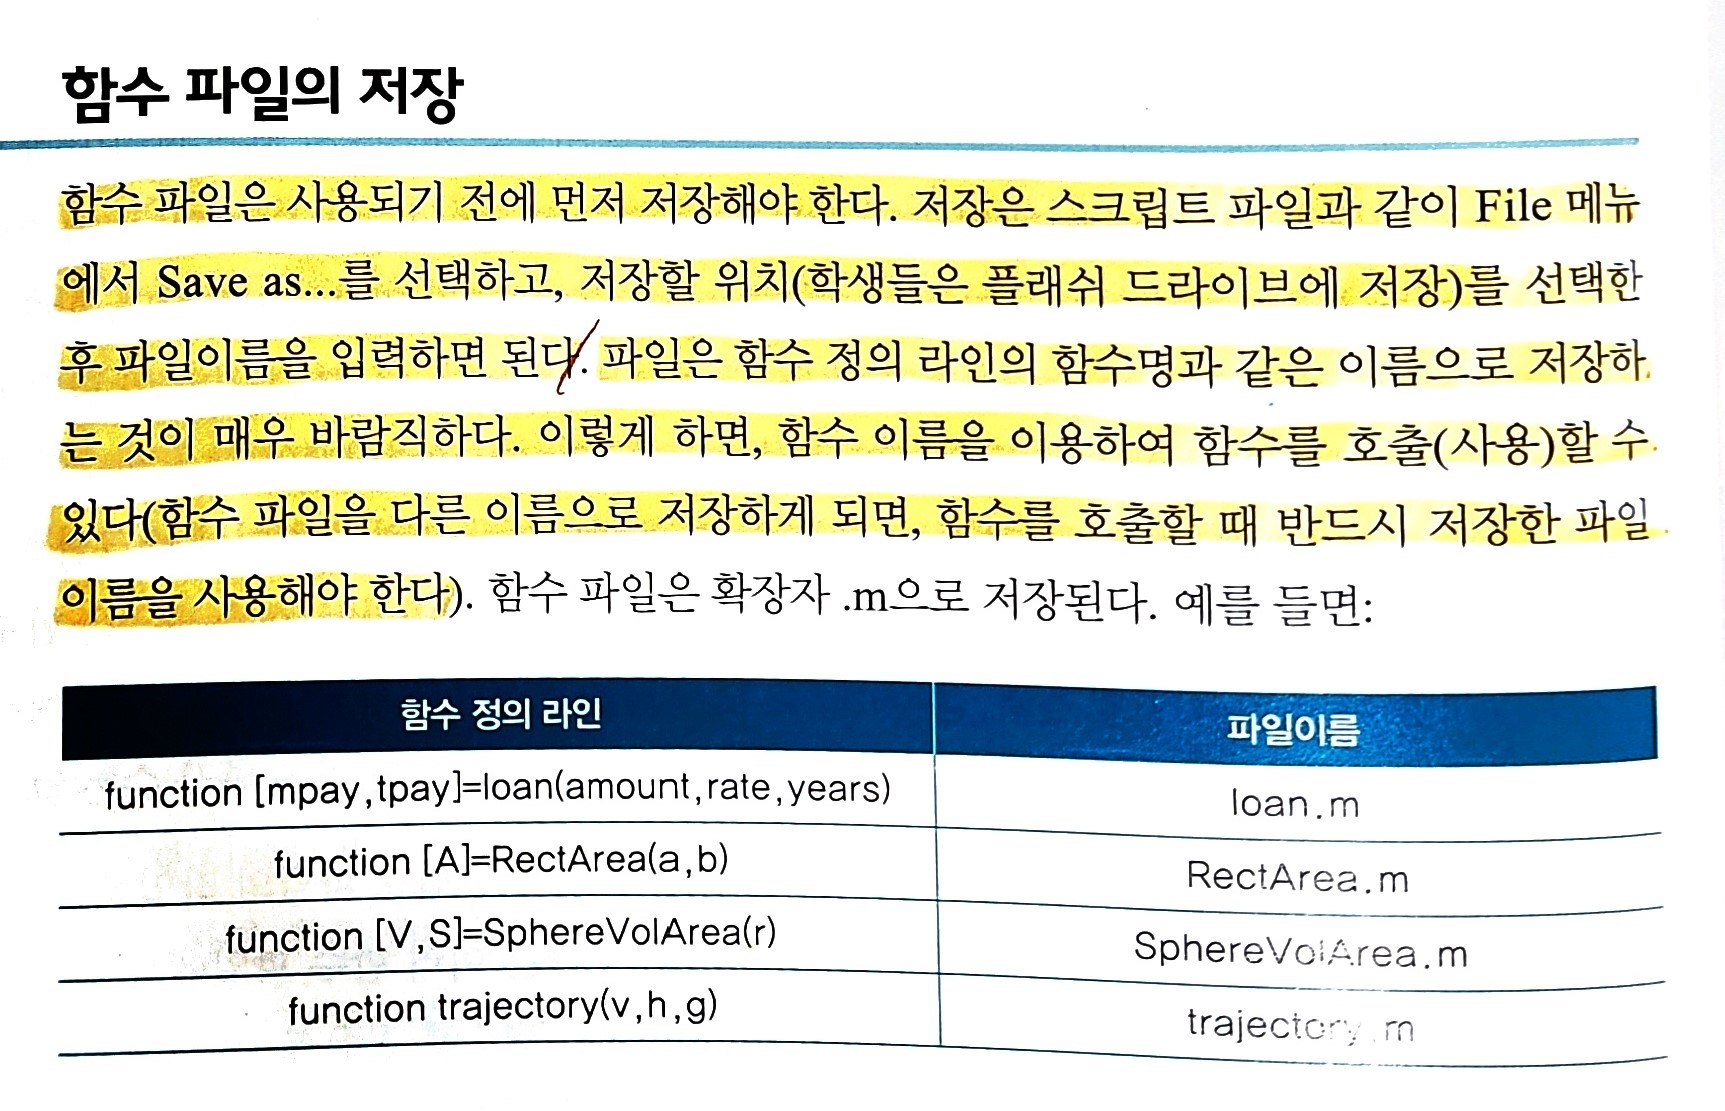 함수 파일의 저장
함수 파일은 사용되기 전에 먼저 저장해야 한다. 저장은 스크립트 파일과 같이 File 메뉴
에서 Save as...를 선택하고, 저장할 위치(학생들은 플래쉬 드라이브에 저장)를 선택한
후 파일이름을 입력하면 된다. 파일은 함수 정의 라인의 함수명과 같은 이름으로 저장하
는 것이 매우 바람직하다. 이렇게 하면, 함수 이름을 이용하여 함수를 호출(사용)할 수
있다(함수 파일을 다른 이름으로 저장하게 되면, 함수를 호출할 때 반드시 저장한 파일
이름을 사용해야 한다). 함수 파일은 확장자 .m으로 저장된다. 예를 들면:
함수 정의 라인 파일이름
function [mpay,tpay]=loan(amount,rate,years) loan.m
function [A]=RectArea(a,b) RectArea.m
function [V,S]=SphereVolArea(r) SphereVolArea.m
function trajectory(v,h,g) trajectory.m